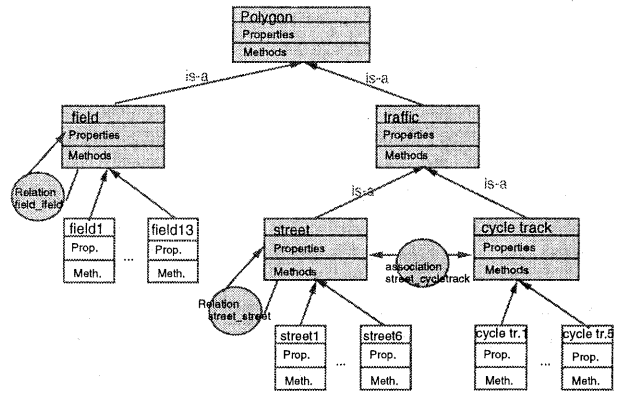 Polygon
Properties
Methods
is-a
is-a
field
Properties
Methods
traffic
Properties
Methods
Relation
field_ifeld
is-a
is-a
field1
Prop.
Meth.
...
field13
Prop.
Meth.
street
Properties
Methods
association
street_cycletrack
cycle track
Properties
Methods
Relation
street_street
street1
Prop.
Meth.
...
street6
Prop.
Meth.
cycle tr.1
Prop.
Meth.
...
cycle tr.5
Prop.
Meth.